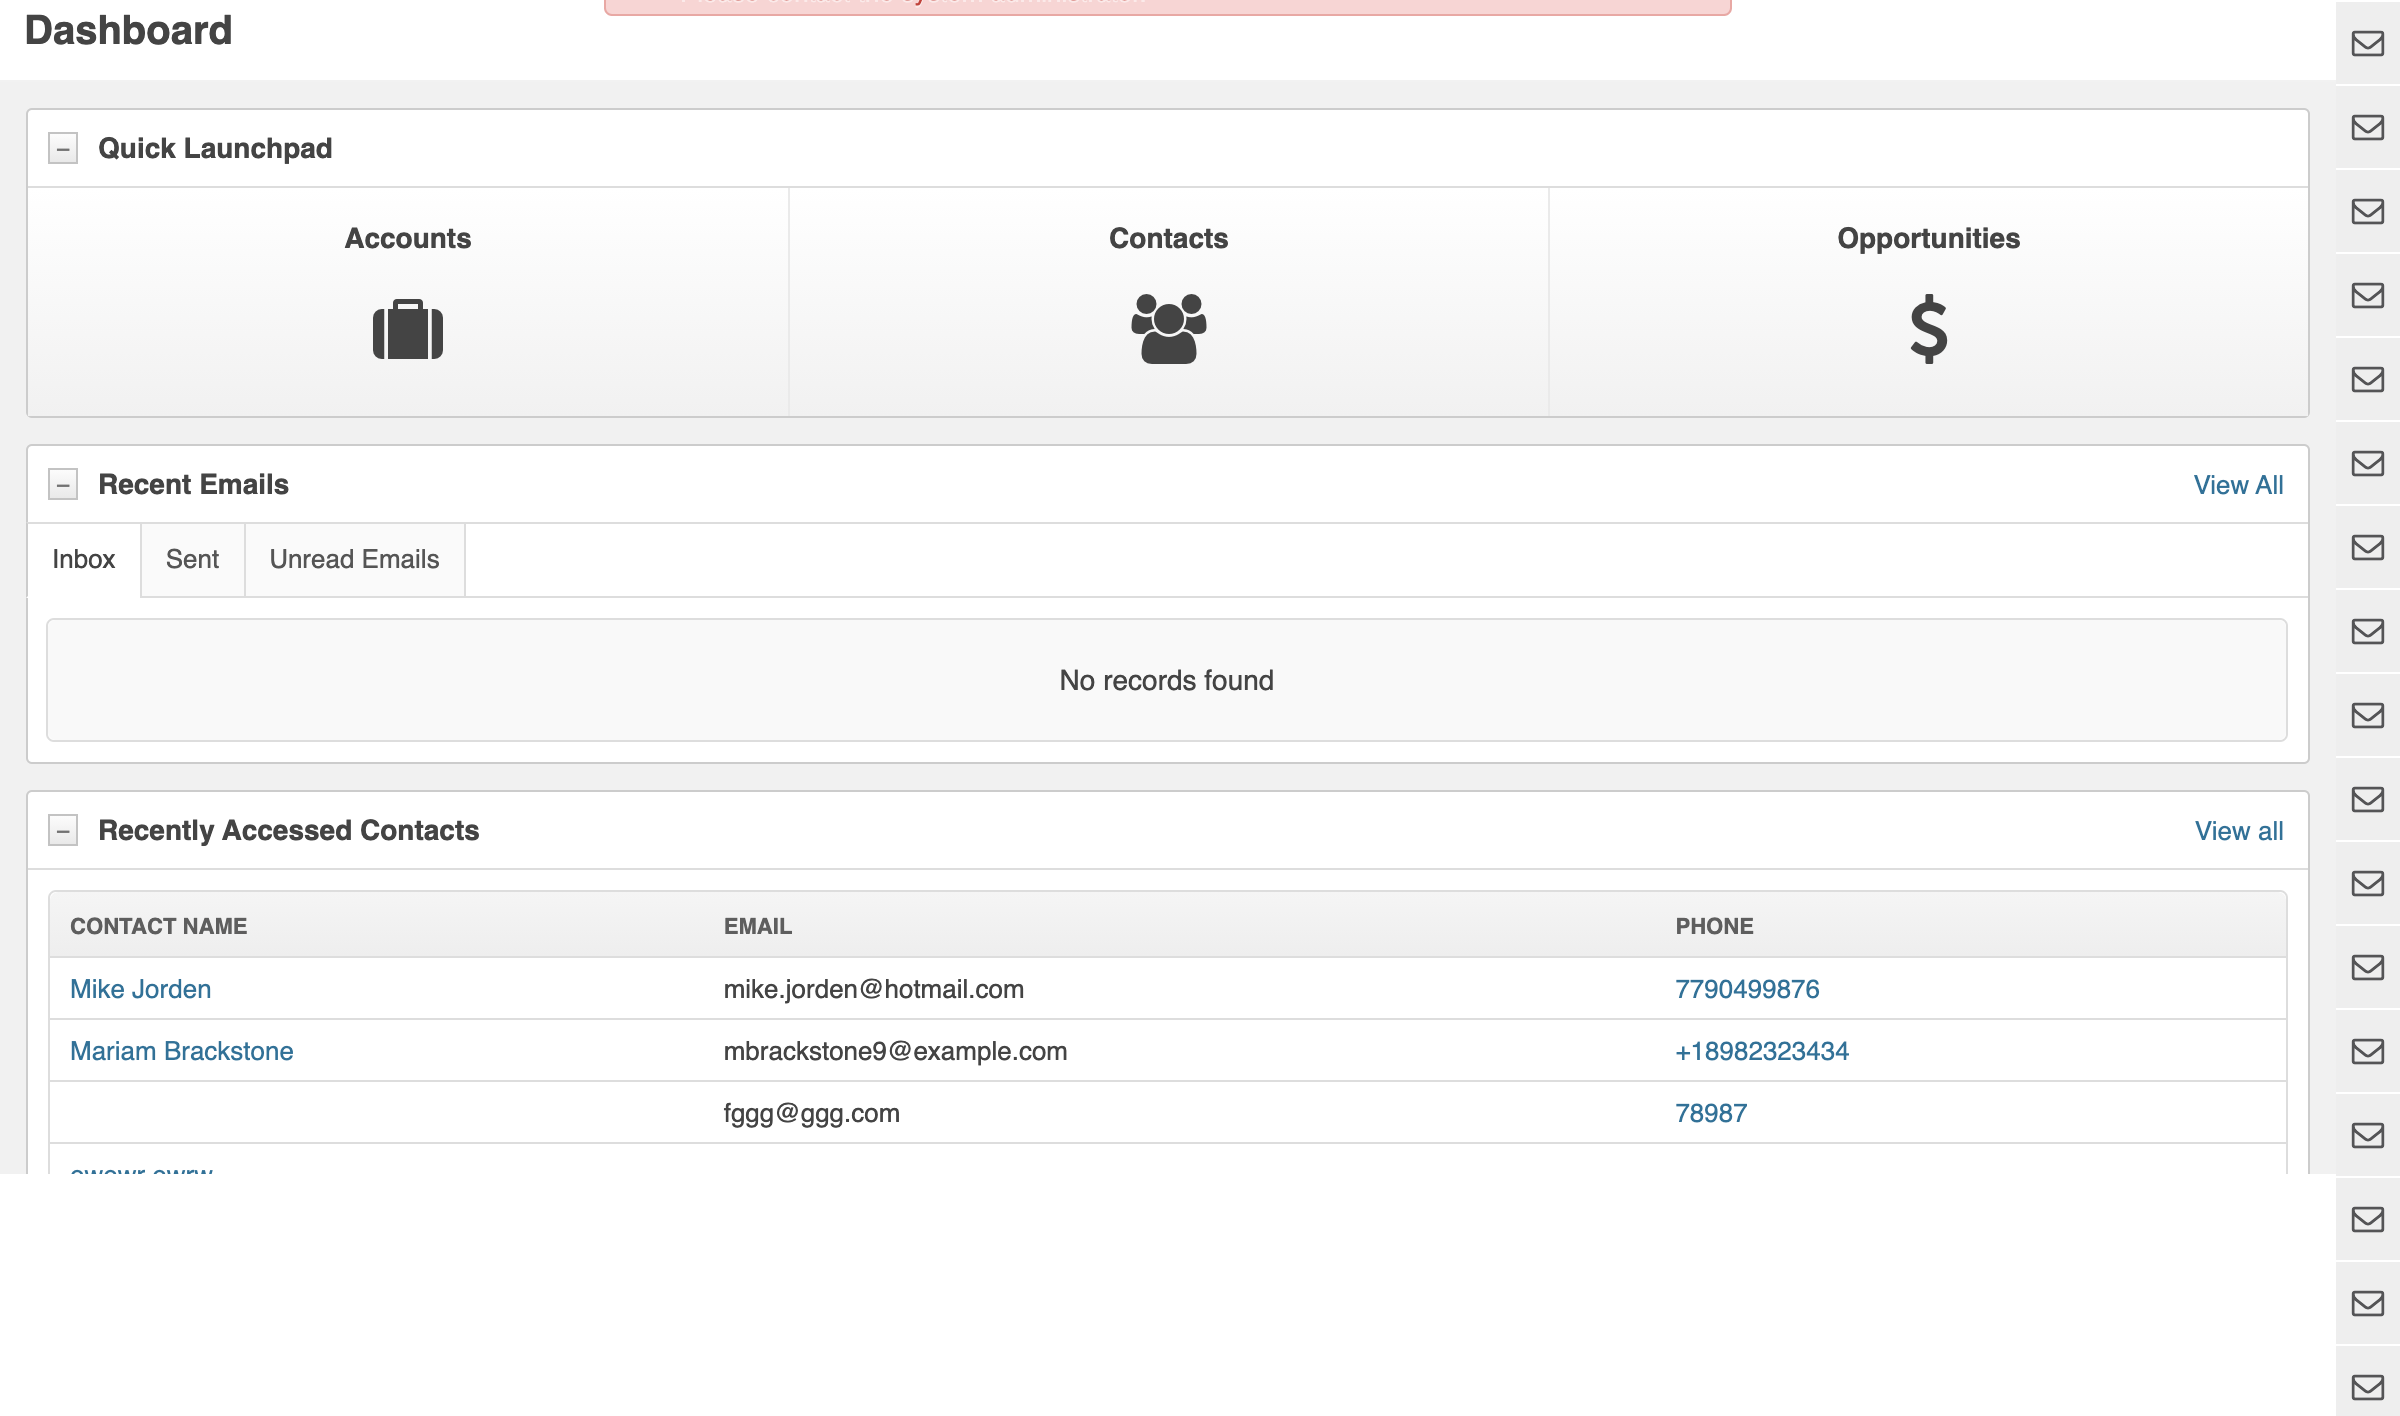 Dashboard
Quick Launchpad
Accounts
Contacts
Opportunities
Recent Emails
View All
Inbox
Sent
Unread Emails
No records found
Recently Accessed Contacts
View all
CONTACT NAME
EMAIL
PHONE
Mike Jorden
mike.jorden@hotmail.com
7790499876
Mariam Brackstone
mbrackstone9@example.com
+18982323434
fggg@ggg.com
78987